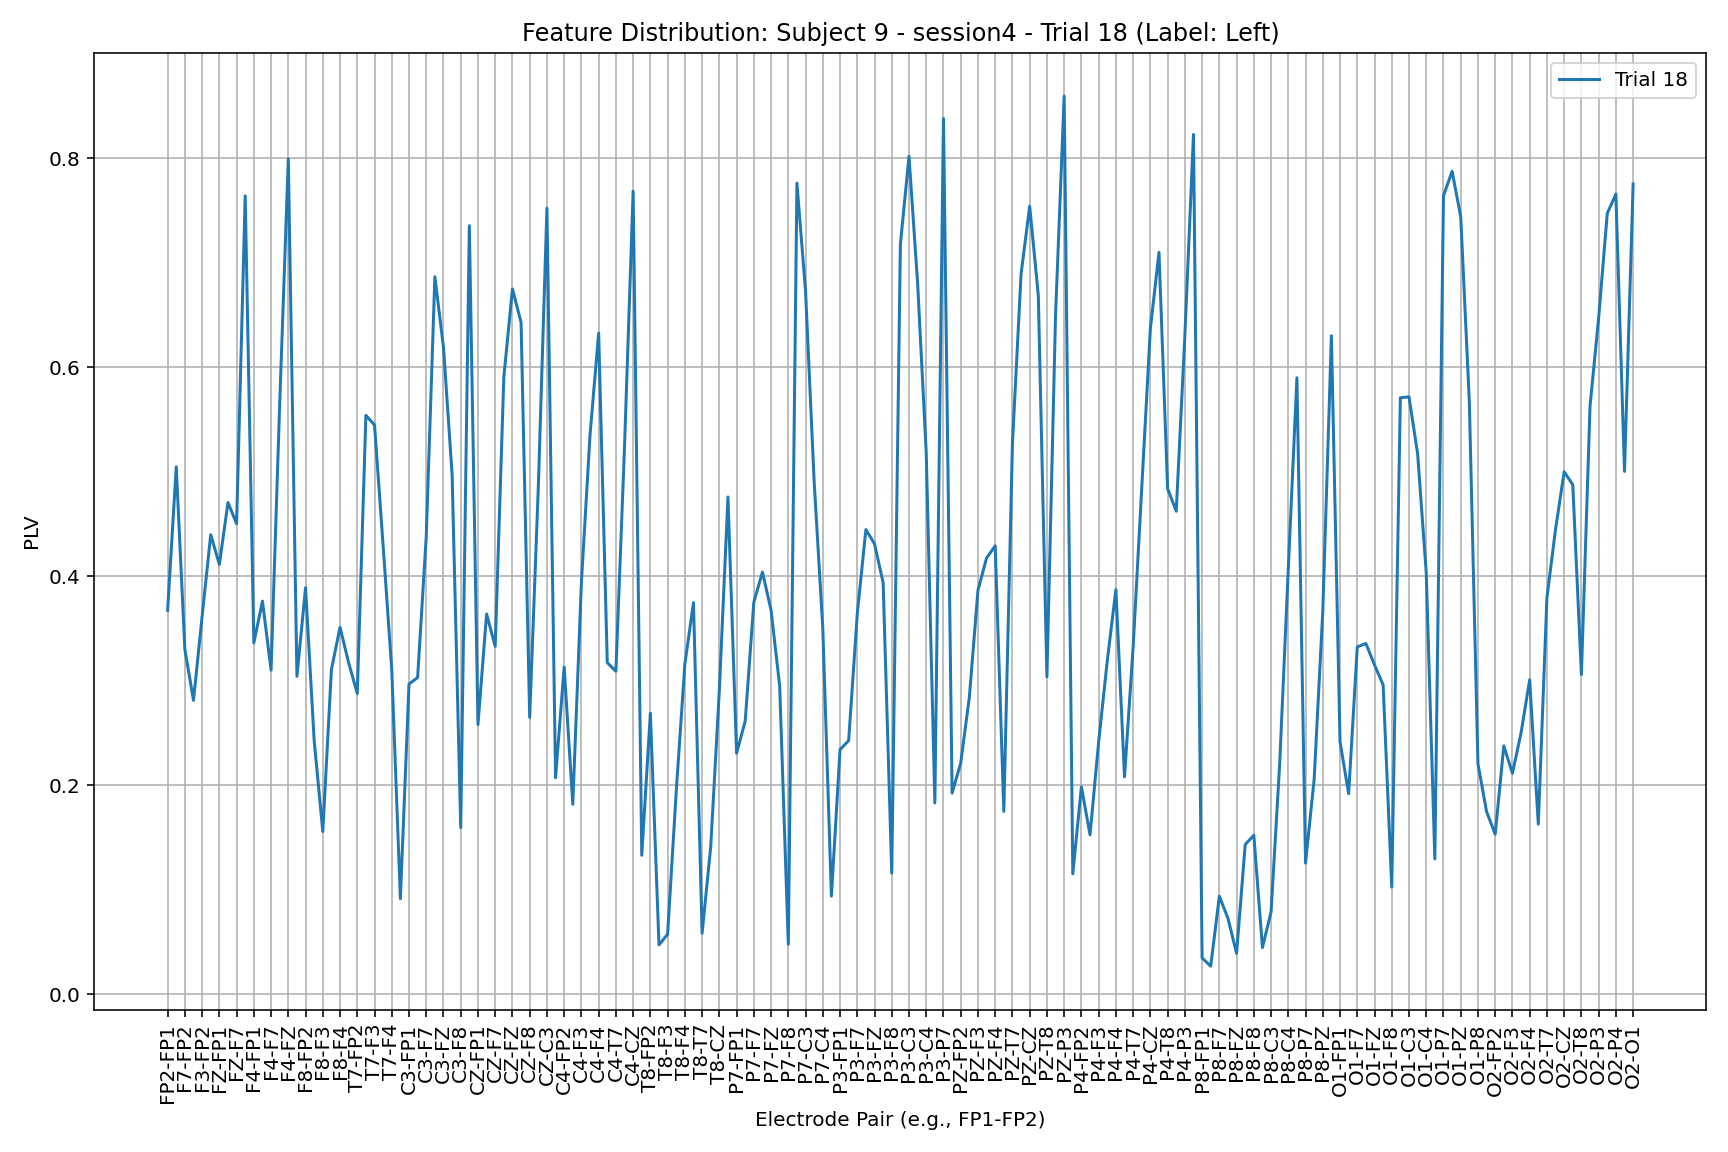 Feature Distribution: Subject 9 - session4 - Trial 18 (Label: Left)
Trial 18
PLV
0.8
0.6
0.4
0.2
0.0
FP2-FP1
F7-FP2
F3-FP2
FZ-FP1
FZ-F7
F4-FP1
F4-F7
F4-FZ
F8-FP2
F8-F3
F8-F4
T7-FP2
T7-F3
T7-F4
C3-FP1
C3-F7
C3-FZ
C3-F8
CZ-FP1
CZ-F7
CZ-FZ
CZ-F8
CZ-C3
C4-FP2
C4-F3
C4-F4
C4-T7
C4-CZ
T8-FP2
T8-F3
T8-F4
T8-T7
T8-CZ
P7-FP1
P7-F7
P7-FZ
P7-F8
P7-C3
P7-C4
P3-FP1
P3-F7
P3-FZ
P3-F8
P3-C3
P3-C4
P3-P7
PZ-FP2
PZ-F3
PZ-F4
PZ-T7
PZ-CZ
PZ-T8
PZ-P3
P4-FP2
P4-F3
P4-F4
P4-T7
P4-CZ
P4-T8
P4-P3
P8-FP1
P8-F7
P8-FZ
P8-F8
P8-C3
P8-C4
P8-P7
P8-PZ
O1-FP1
O1-F7
O1-FZ
O1-F8
O1-C3
O1-C4
O1-P7
O1-PZ
O1-P8
O2-FP2
O2-F3
O2-F4
O2-T7
O2-CZ
O2-T8
O2-P3
O2-P4
O2-O1
Electrode Pair (e.g., FP1-FP2)